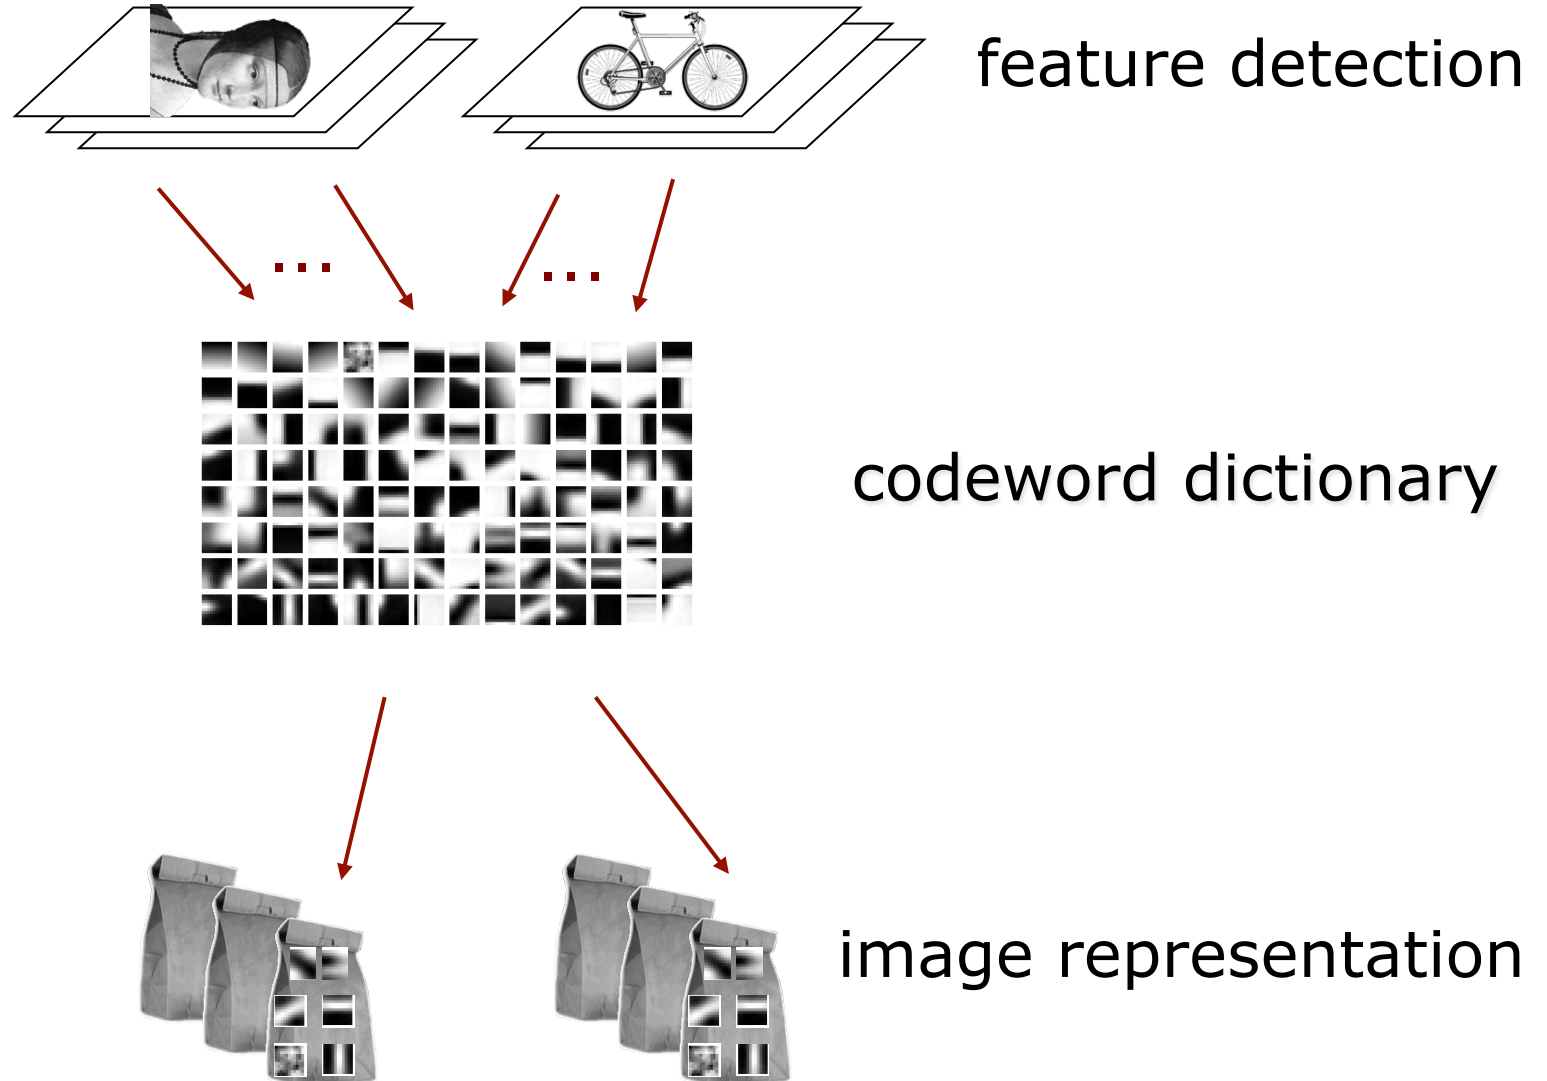 feature detection
...
...
codeword dictionary
image representation